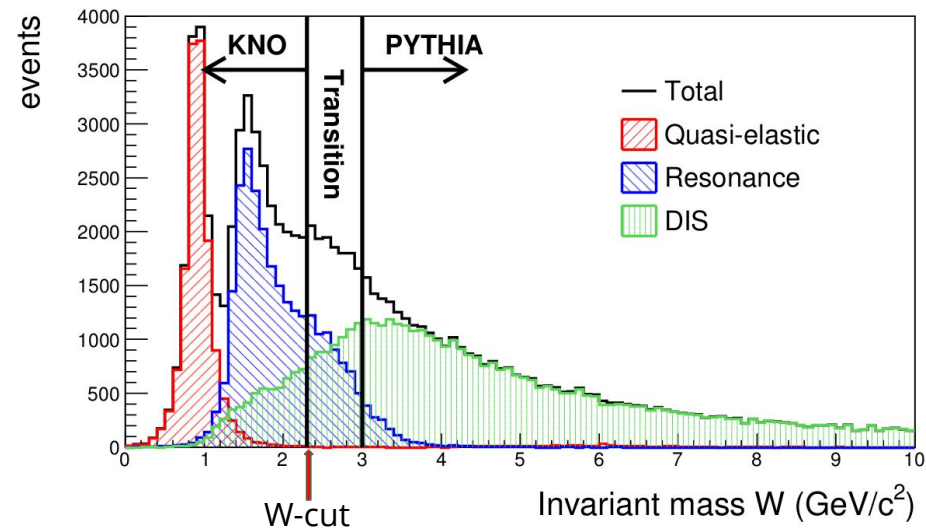 events
4000
3500
3000
2500
2000
1500
1000
500
0
KNO
PYTHIA
Transition
Total
Quasi-elastic
Resonance
DIS
0 1 2 3 4 5 6 7 8 9 10
W-cut
Invariant mass W (GeV/c²)